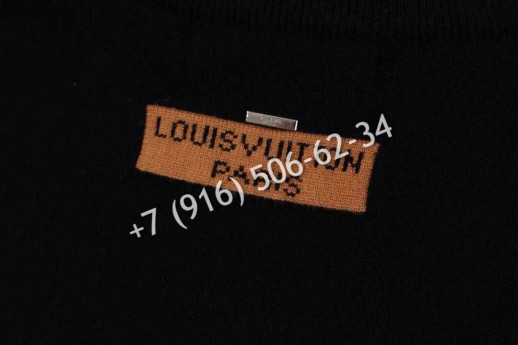 LOUISVUITTON
PARIS
+7 (916) 506-62-34